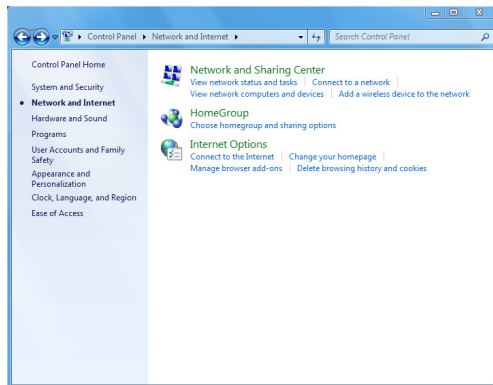 Control Panel Network and Internet
Search Control Panel
Control Panel Home
System and Security
Network and Internet
Hardware and Sound
Programs
User Accounts and Family
Safety
Appearance and
Personalization
Clock, Language, and Region
Ease of Access
Network and Sharing Center
View network status and tasks Connect to a network
View network computers and devices Add a wireless device to the network
HomeGroup
Choose homegroup and sharing options
Internet Options
Connect to the Internet Change your homepage
Manage browser add-ons Delete browsing history and cookies